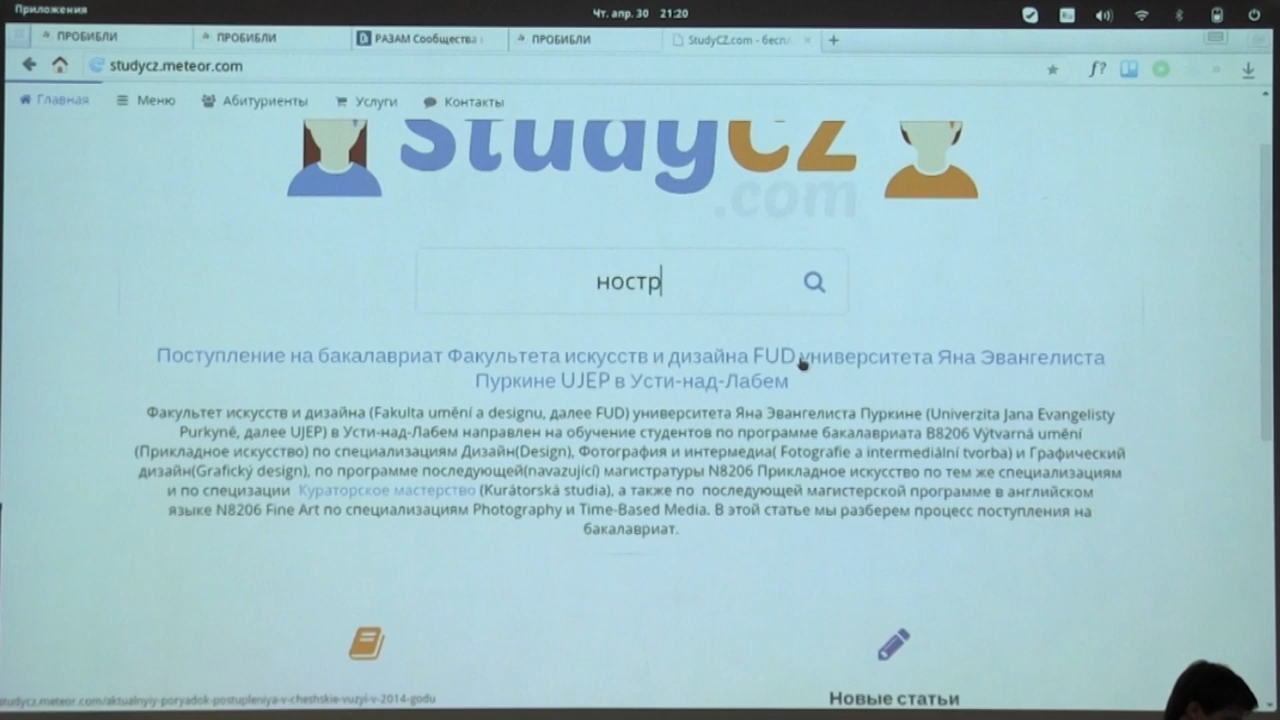 Приложения
Чт. апр. 30 21:20
Ru
ПРОБИБЛИ
ПРОБИБЛИ
РАЗАМ Сообщества
ПРОБИБЛИ
StudyCZ.com - беспл
studycz.meteor.com
f?
Главная
Меню
Абитуриенты
Услуги
Контакты
StudyCZ
.com
ностр
Поступление на бакалавриат Факультета искусств и дизайна FUD университета Яна Эвангелиста
Пуркине UJEP в Усти-над-Лабем
Факультет искусств и дизайна (Fakulta umění a designu, далее FUD) университета Яна Эвангелиста Пуркине (Univerzita Jana Evangelisty
Purkyně, далее UJEP) в Усти-над-Лабем направлен на обучение студентов по программе бакалавриата B8206 Výtvarná umění
(Прикладное искусство) по специализациям Дизайн(Design), Фотография и интермедиа( Fotografie a intermediální tvorba) и Графический
дизайн(Grafický design), по программе последующей(navazující) магистратуры N8206 Прикладное искусство по тем же специализациям
и по специзации Кураторское мастерство (Kurátorská studia), а также по последующей магистерской программе в английском
языке N8206 Fine Art по специализациям Photography и Time-Based Media. В этой статье мы разберем процесс поступления на
бакалавриат.
Новые статьи
studycz.meteor.com/aktualnyiy-poryadok-postupleniya-v-cheshskie-vuzyi-v-2014-godu